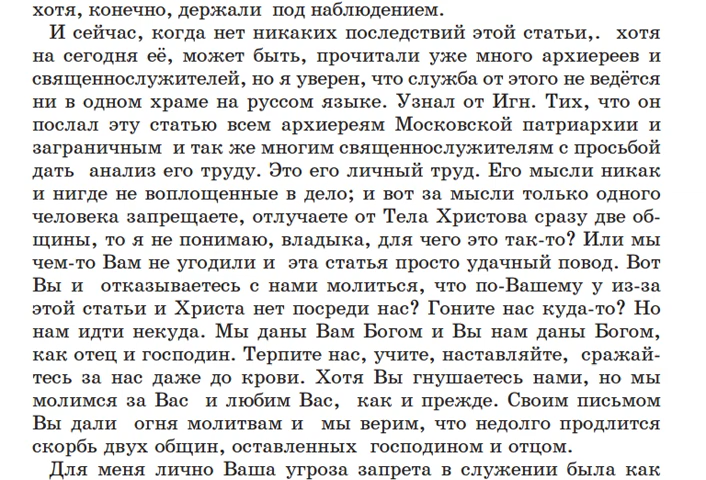 хотя, конечно, держали под наблюдением.
И сейчас, когда нет никаких последствий этой статьи,. хотя
на сегодня её, может быть, прочитали уже много архиереев и
священнослужителей, но я уверен, что служба от этого не ведётся
ни в одном храме на руссом языке. Узнал от Игн. Тих, что он
послал эту статью всем архиереям Московской патриархии и
заграничным и так же многим священнослужителям с просьбой
дать анализ его труду. Это его личный труд. Его мысли никак
и нигде не воплощенные в дело; и вот за мысли только одного
человека запрещаете, отлучаете от Тела Христова сразу две об-
щины, то я не понимаю, владыка, для чего это так-то? Или мы
чем-то Вам не угодили и эта статья просто удачный повод. Вот
Вы и отказываетесь с нами молиться, что по-Вашему у из-за
этой статьи и Христа нет посреди нас? Гоните нас куда-то? Но
нам идти некуда. Мы даны Вам Богом и Вы нам даны Богом,
как отец и господин. Терпите нас, учите, наставляйте, сражай-
тесь за нас даже до крови. Хотя Вы гнушаетесь нами, но мы
молимся за Вас и любим Вас, как и прежде. Своим письмом
Вы дали огня молитвам и мы верим, что недолго продлится
скорбь двух общин, оставленных господином и отцом.
Для меня лично Ваша угроза запрета в служении была как